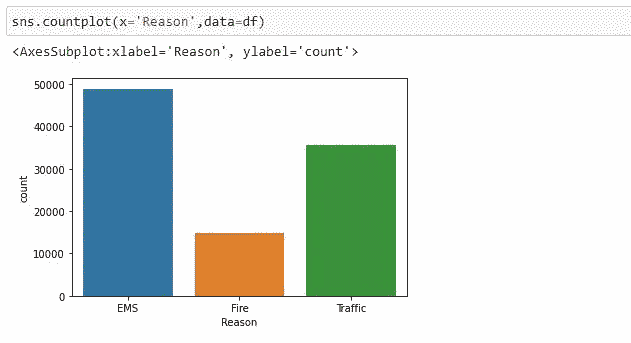 sns.countplot(x='Reason',data=df)
<AxesSubplot:xlabel='Reason', ylabel='count'>
50000
40000
30000
20000
10000
0
count
EMS Fire Traffic
Reason